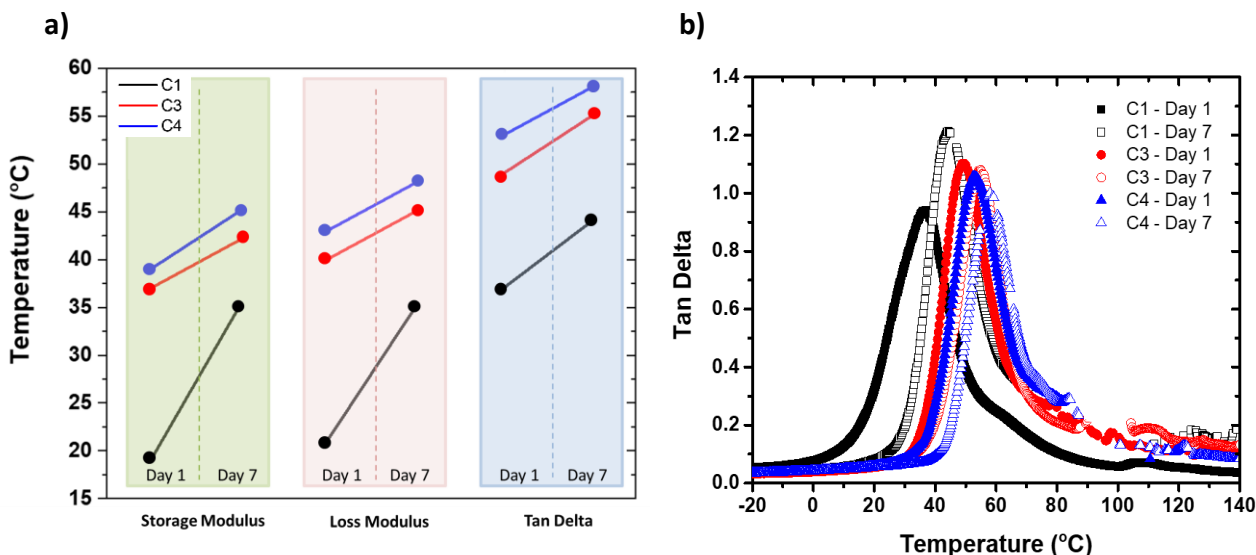 a)
60
55
50
45
40
35
30
25
20
15
Temperature (°C)
C1
C3
C4
Day 1 Day 7
Day 1 Day 7
Day 1 Day 7
Storage Modulus
Loss Modulus
Tan Delta
b)
1.4
1.2
1.0
0.8
0.6
0.4
0.2
0.0
Tan Delta
C1 - Day 1
C1 - Day 7
C3 - Day 1
C3 - Day 7
C4 - Day 1
C4 - Day 7
-20 0 20 40 60 80 100 120 140
Temperature (°C)